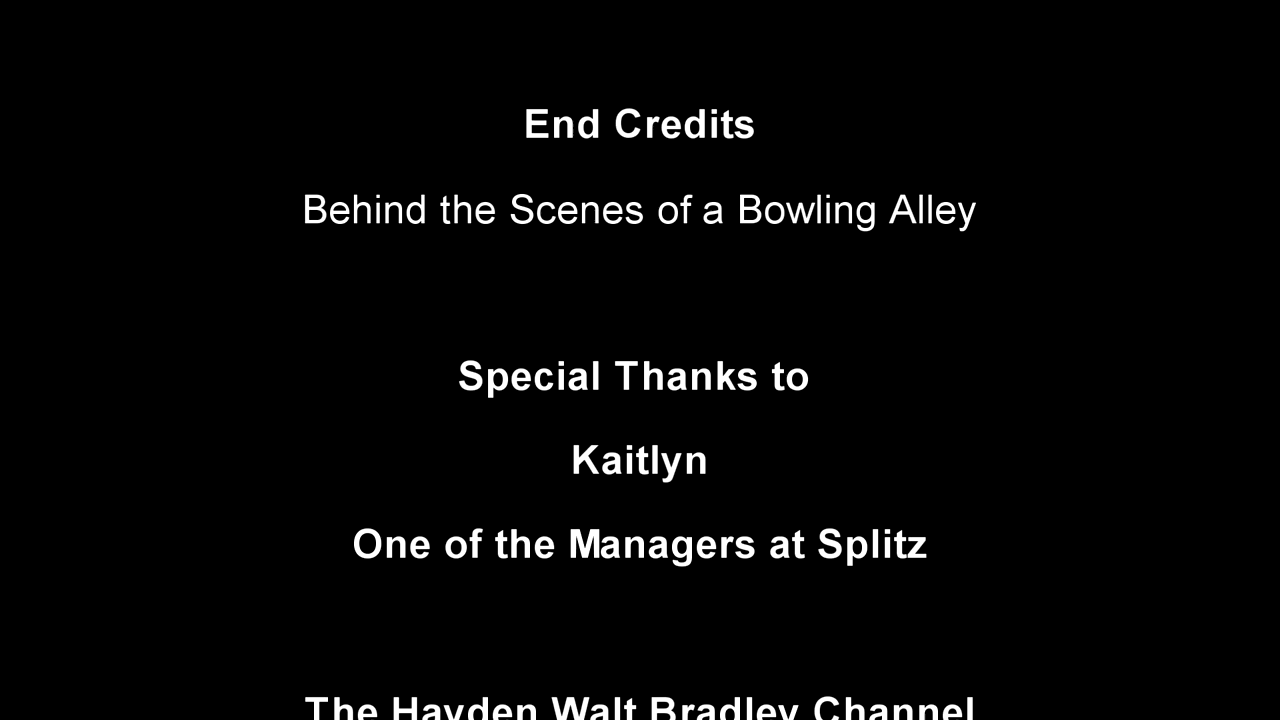 End Credits
Behind the Scenes of a Bowling Alley
Special Thanks to
Kaitlyn
One of the Managers at Splitz
The Hayden Walt Bradley Channel